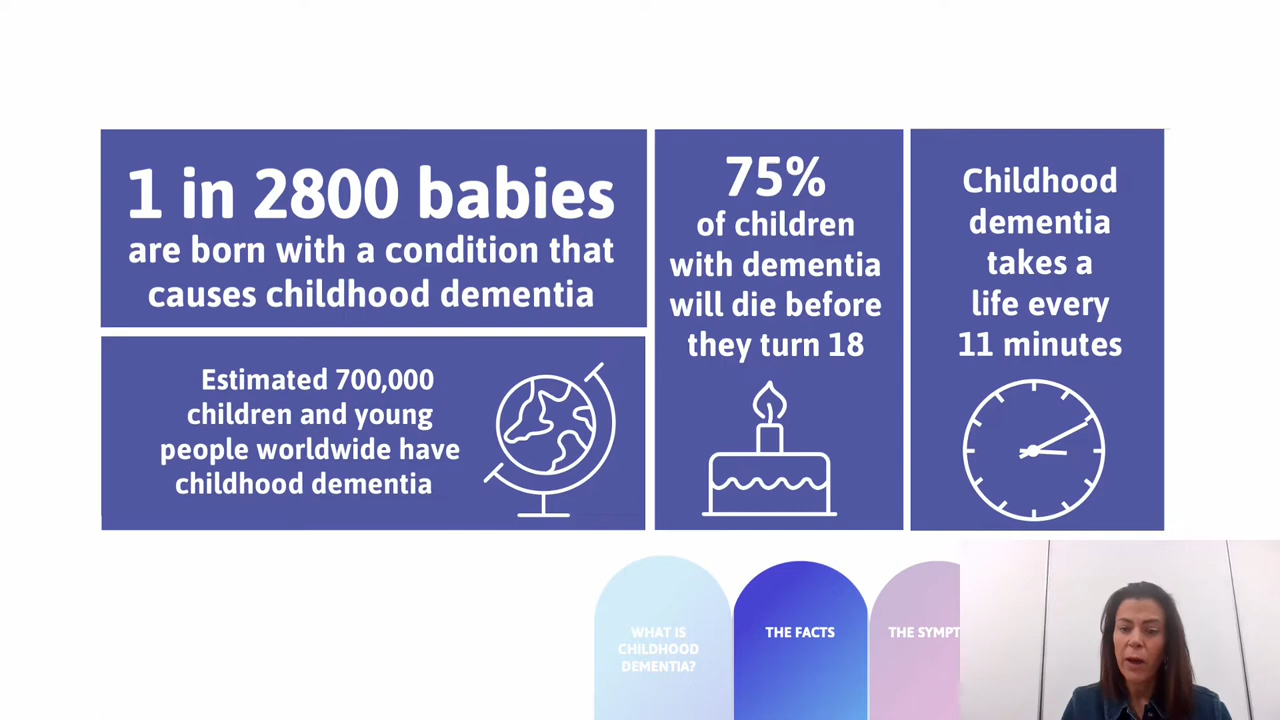 1 in 2800 babies
are born with a condition that
causes childhood dementia
Estimated 700,000
children and young
people worldwide have
childhood dementia
75%
of children
with dementia
will die before
they turn 18
Childhood
dementia
takes a
life every
11 minutes
WHAT IS
CHILDHOOD
DEMENTIA?
THE FACTS
THE SYMPT